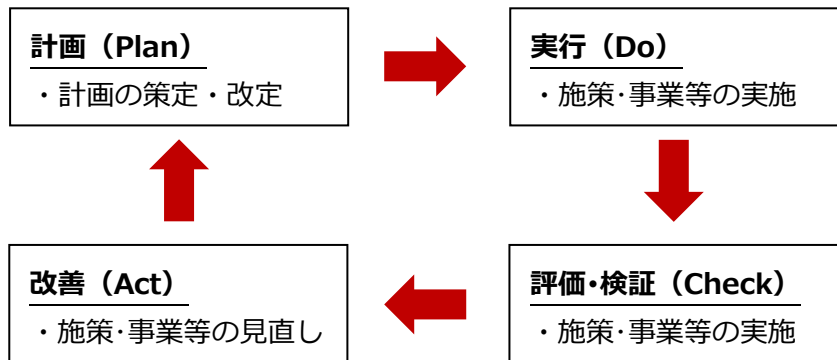 計画（Plan）
・計画の策定・改定
実行（Do）
・施策･事業等の実施
改善（Act）
・施策･事業等の見直し
評価･検証（Check）
・施策･事業等の実施